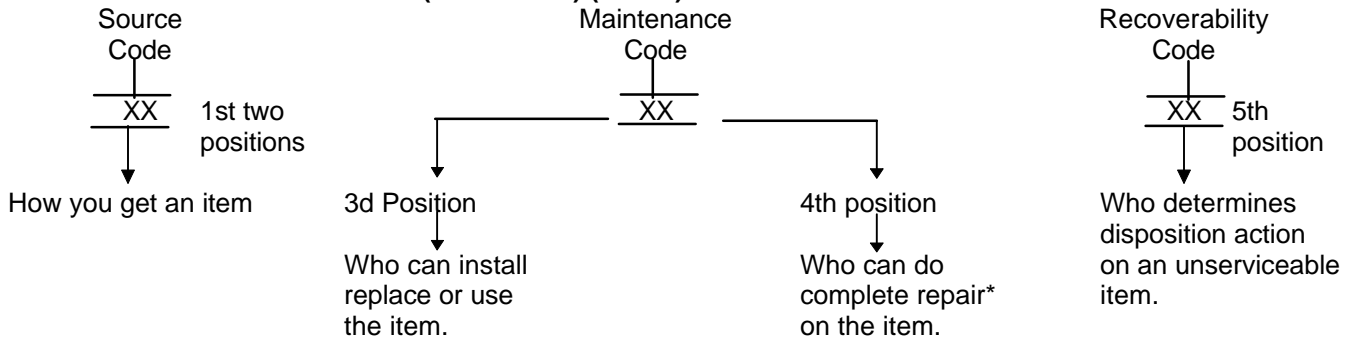 Source
Code
XX
1st two
positions
How you get an item
Maintenance
Code
XX
3d Position
Who can install
replace or use
the item.
4th position
Who can do
complete repair*
on the item.
Recoverability
Code
XX
5th
position
Who determines
disposition action
on an unserviceable
item.